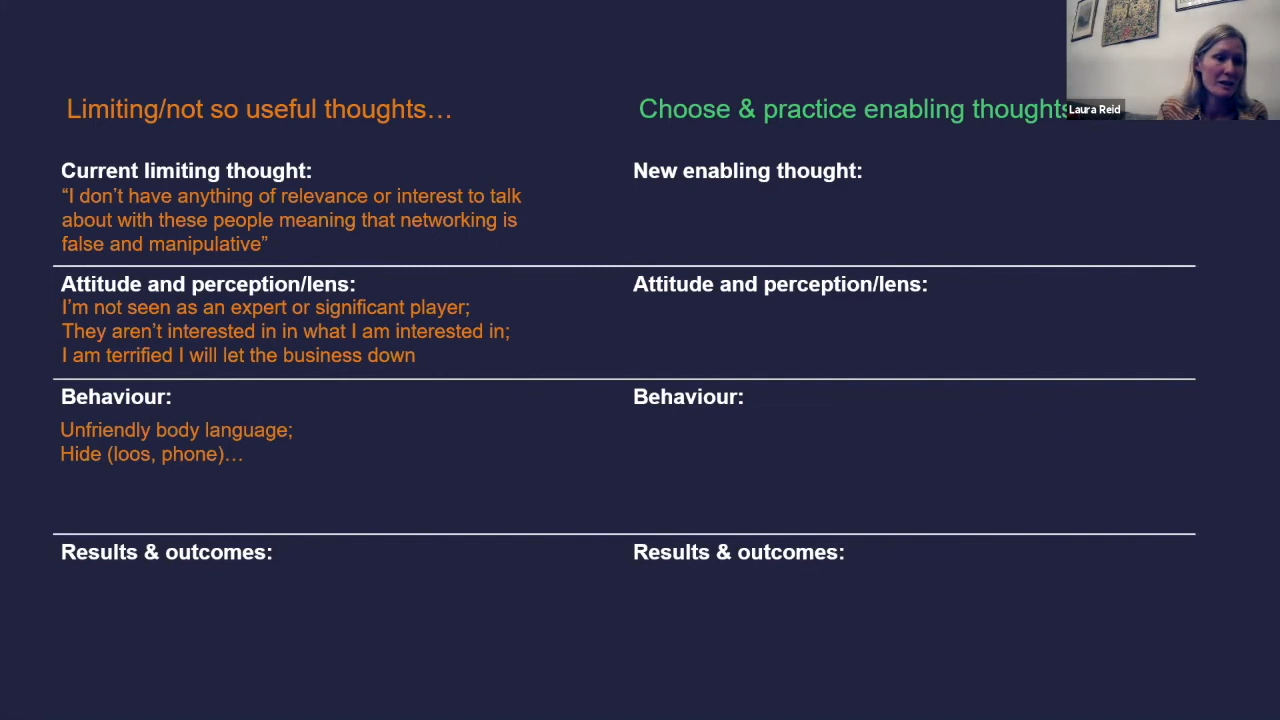 Limiting/not so useful thoughts…
Current limiting thought:
“I don’t have anything of relevance or interest to talk
about with these people meaning that networking is
false and manipulative”
Attitude and perception/lens:
I’m not seen as an expert or significant player;
They aren’t interested in in what I am interested in;
I am terrified I will let the business down
Behaviour:
Unfriendly body language;
Hide (loos, phone)…
Results & outcomes:
Choose & practice enabling thoughts
New enabling thought:
Attitude and perception/lens:
Behaviour:
Results & outcomes:
Laura Reid